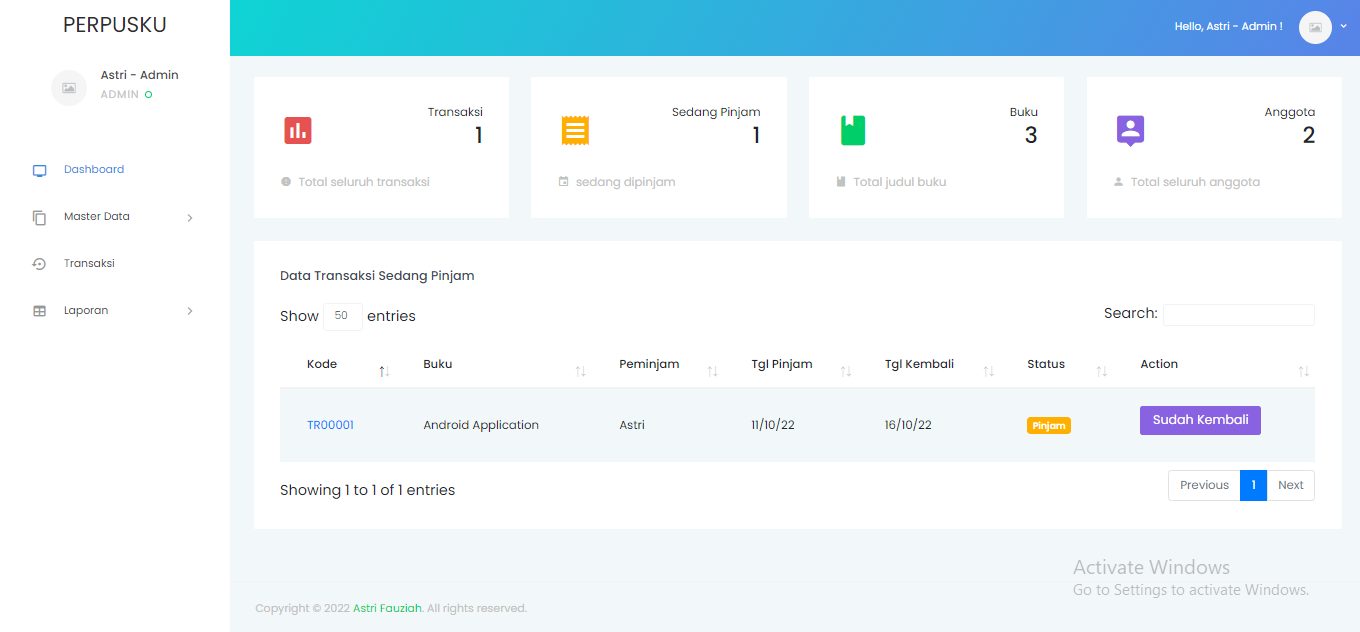 PERPUSKU
Hello, Astri - Admin !
Astri - Admin
ADMIN
Dashboard
Master Data
Transaksi
Laporan
Transaksi
1
Total seluruh transaksi
Sedang Pinjam
1
sedang dipinjam
Buku
3
Total judul buku
Anggota
2
Total seluruh anggota
Data Transaksi Sedang Pinjam
Show 50 entries
Search:
Kode Buku Peminjam Tgl Pinjam Tgl Kembali Status Action
TR00001 Android Application Astri 11/10/22 16/10/22 Pinjam Sudah Kembali
Showing 1 to 1 of 1 entries
Previous 1 Next
Activate Windows
Go to Settings to activate Windows.
Copyright © 2022 Astri Fauziah. All rights reserved.